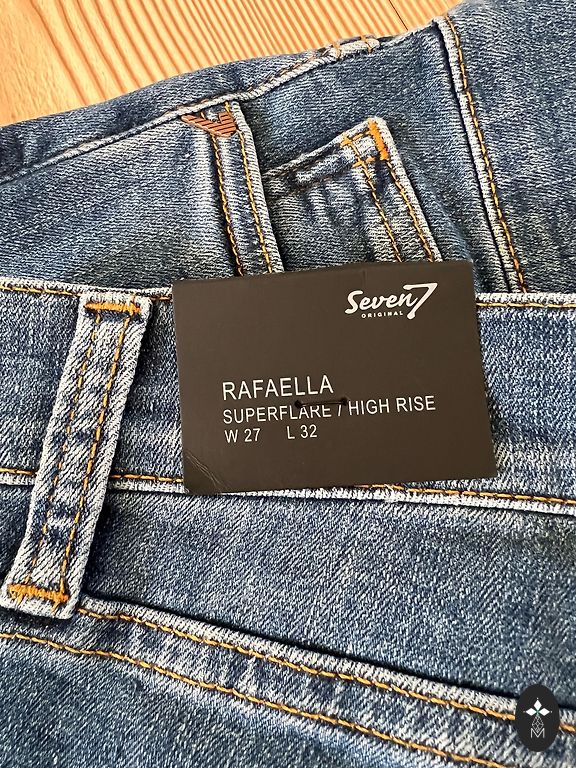 Seven7
ORIGINAL
RAFAELLA
SUPERFLARE / HIGH RISE
W 27 L 32
M